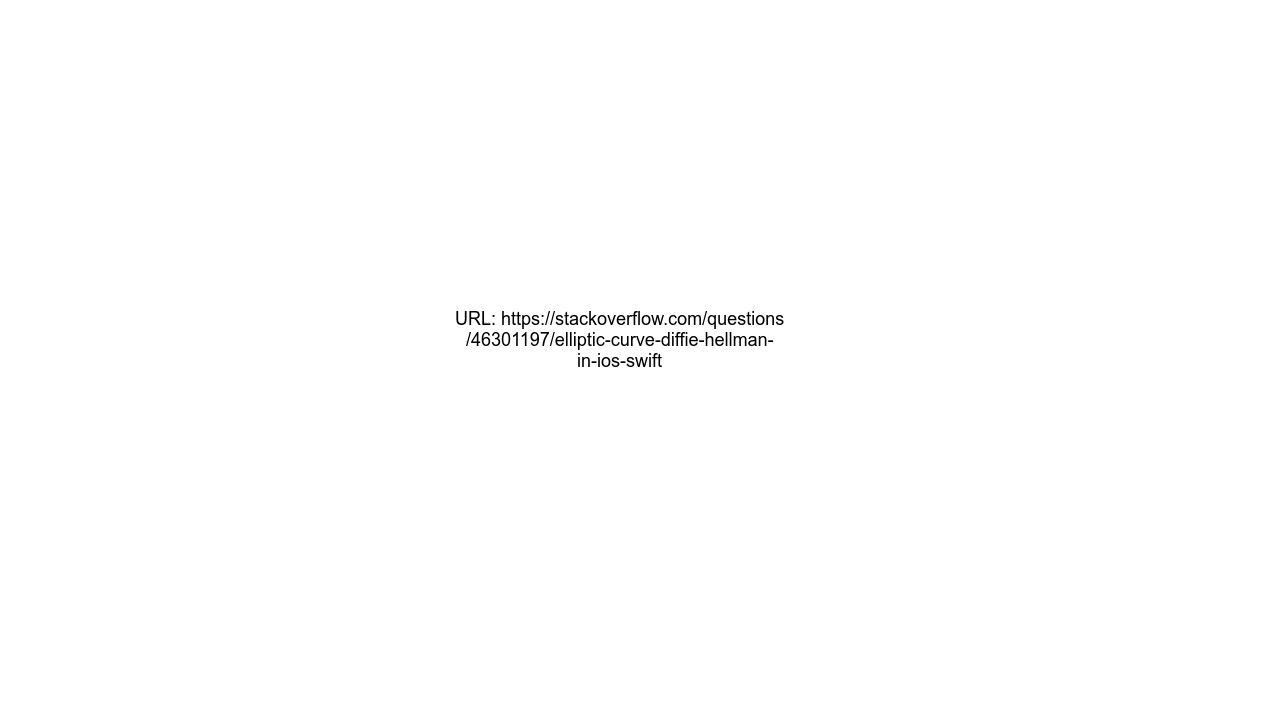 URL: https://stackoverflow.com/questions
/46301197/elliptic-curve-diffie-hellman-
in-ios-swift